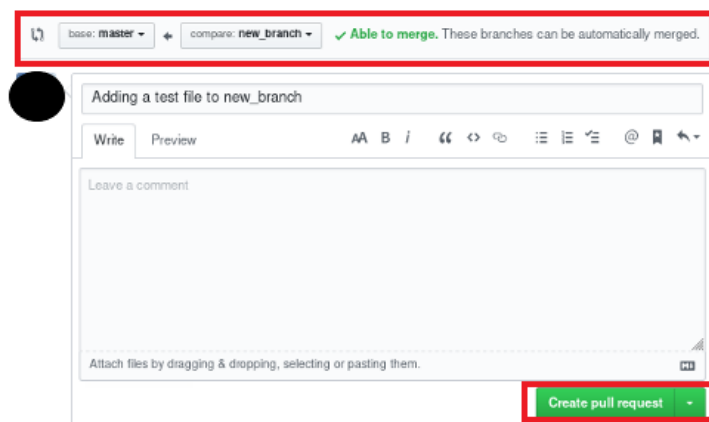 base: master compare: new_branch Able to merge. These branches can be automatically merged.
Adding a test file to new_branch
Write Preview AA B i
Leave a comment
Attach files by dragging & dropping, selecting or pasting them.
Create pull request